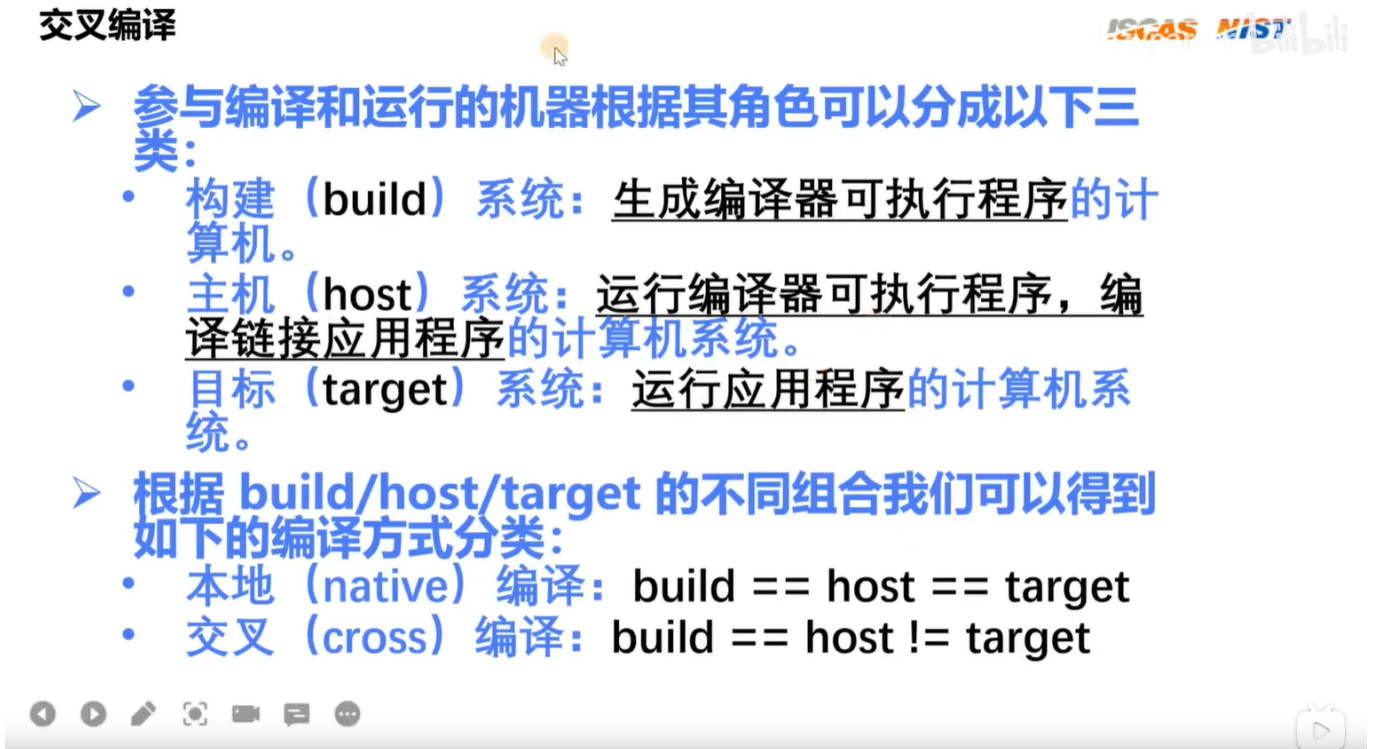 交叉编译
ISCAS NIST
bilibili
参与编译和运行的机器根据其角色可以分成以下三
类：
构建（build）系统：生成编译器可执行程序的计
算机。
主机（host）系统：运行编译器可执行程序，编
译链接应用程序的计算机系统。
目标（target）系统：运行应用程序的计算机系
统。
根据 build/host/target 的不同组合我们可以得到
如下的编译方式分类：
本地（native）编译：build == host == target
交叉（cross）编译：build == host != target